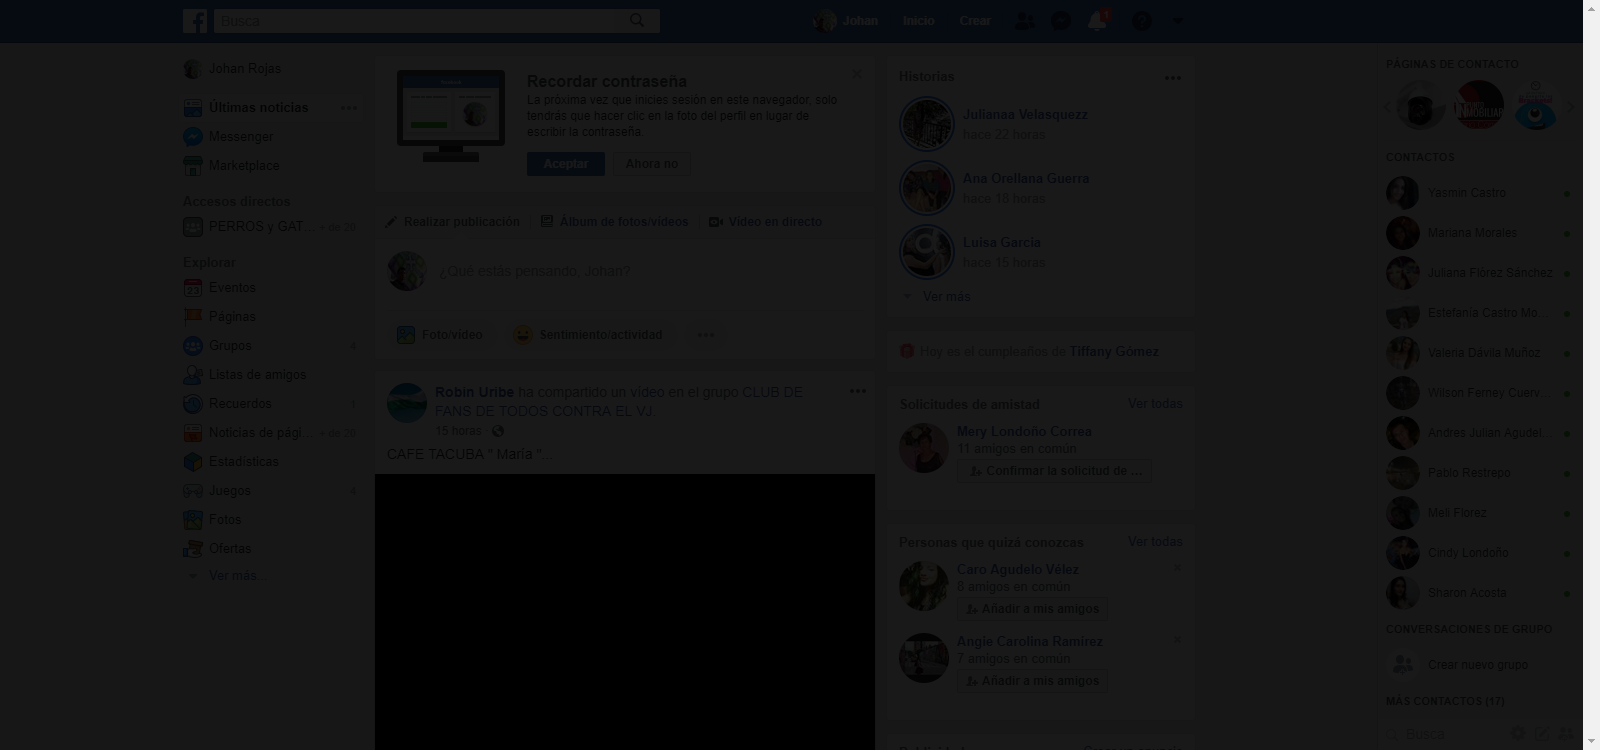 Busca
Johan
Inicio
Crear
1
Johan Rojas
Últimas noticias
Messenger
Marketplace
Accesos directos
PERROS y GAT...
+ de 20
Explorar
Eventos
23
Páginas
Grupos
Listas de amigos
Recuerdos
1
Noticias de pági...
+ de 20
Estadísticas
Juegos
Fotos
Ofertas
Ver más...
Recordar contraseña
La próxima vez que inicies sesión en este navegador, solo
tendrás que hacer clic en la foto del perfil en lugar de
escribir la contraseña.
Aceptar
Ahora no
Realizar publicación
Álbum de fotos/vídeos
Vídeo en directo
¿Qué estás pensando, Johan?
Foto/vídeo
Sentimiento/actividad
Robin Uribe ha compartido un vídeo en el grupo CLUB DE
FANS DE TODOS CONTRA EL VJ.
15 horas ·
CAFE TACUBA " María "...
Historias
Julianaa Velasquezz
hace 22 horas
Ana Orellana Guerra
hace 18 horas
Luisa García
hace 15 horas
Ver más
Hoy es el cumpleaños de Tiffany Gómez
Solicitudes de amistad
Ver todas
Mery Londoño Correa
11 amigos en común
Confirmar la solicitud de ...
Personas que quizá conozcas
Ver todas
Caro Agudelo Vélez
8 amigos en común
Añadir a mis amigos
Angie Carolina Ramírez
7 amigos en común
Añadir a mis amigos
PÁGINAS DE CONTACTO
CONTACTOS
Yasmin Castro
Mariana Morales
Juliana Flórez Sánchez
Estefanía Castro Mo...
Valeria Dávila Muñoz
Wilson Ferney Cuerv...
Andres Julian Agudel...
Pablo Restrepo
Meli Florez
Cindy Londoño
Sharon Acosta
CONVERSACIONES DE GRUPO
Crear nuevo grupo
MÁS CONTACTOS (17)
Busca